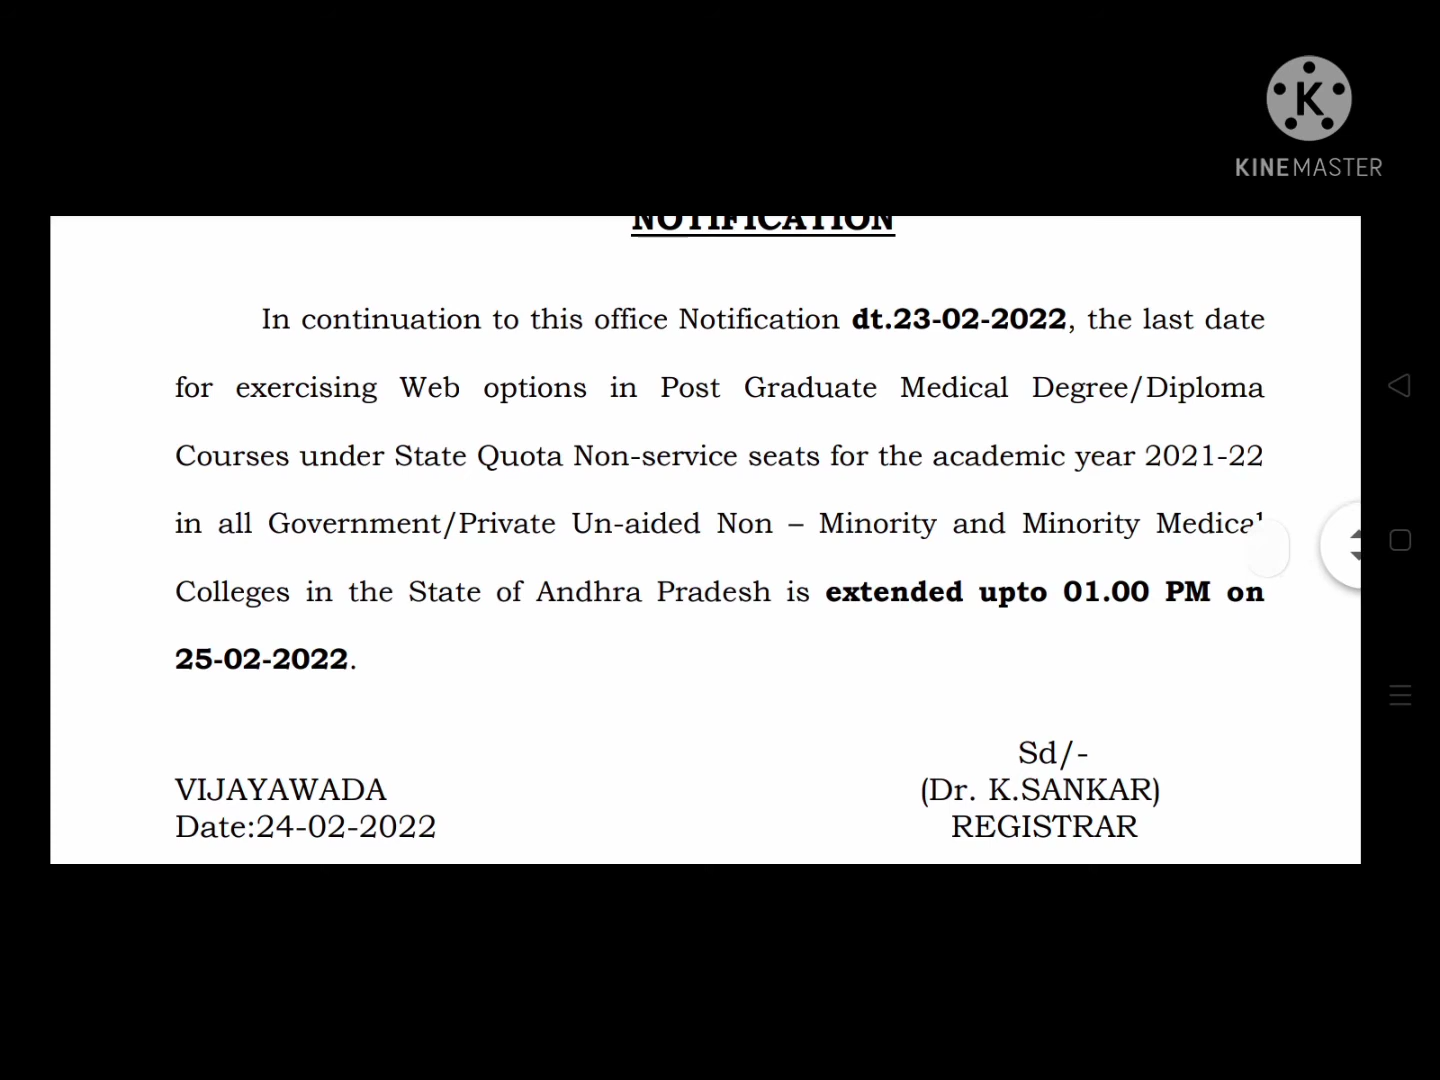 K
KINEMASTER
NOTIFICATION
In continuation to this office Notification dt.23-02-2022, the last date
for exercising Web options in Post Graduate Medical Degree/Diploma
Courses under State Quota Non-service seats for the academic year 2021-22
in all Government/Private Un-aided Non – Minority and Minority Medical
Colleges in the State of Andhra Pradesh is extended upto 01.00 PM on
25-02-2022.
Sd/-
VIJAYAWADA (Dr. K.SANKAR)
Date:24-02-2022 REGISTRAR